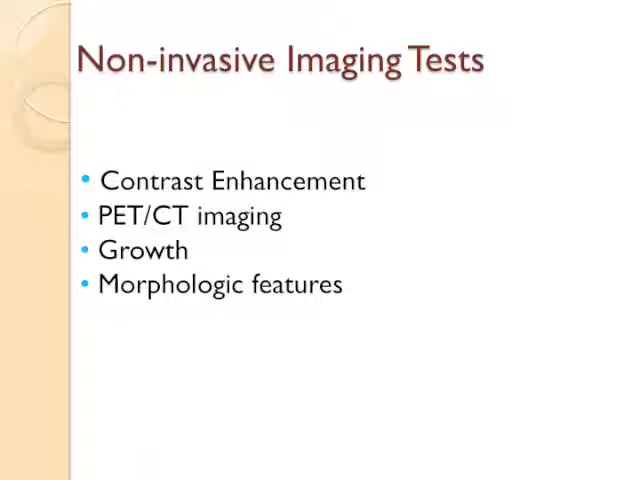 Non-invasive Imaging Tests
• Contrast Enhancement
• PET/CT imaging
• Growth
• Morphologic features